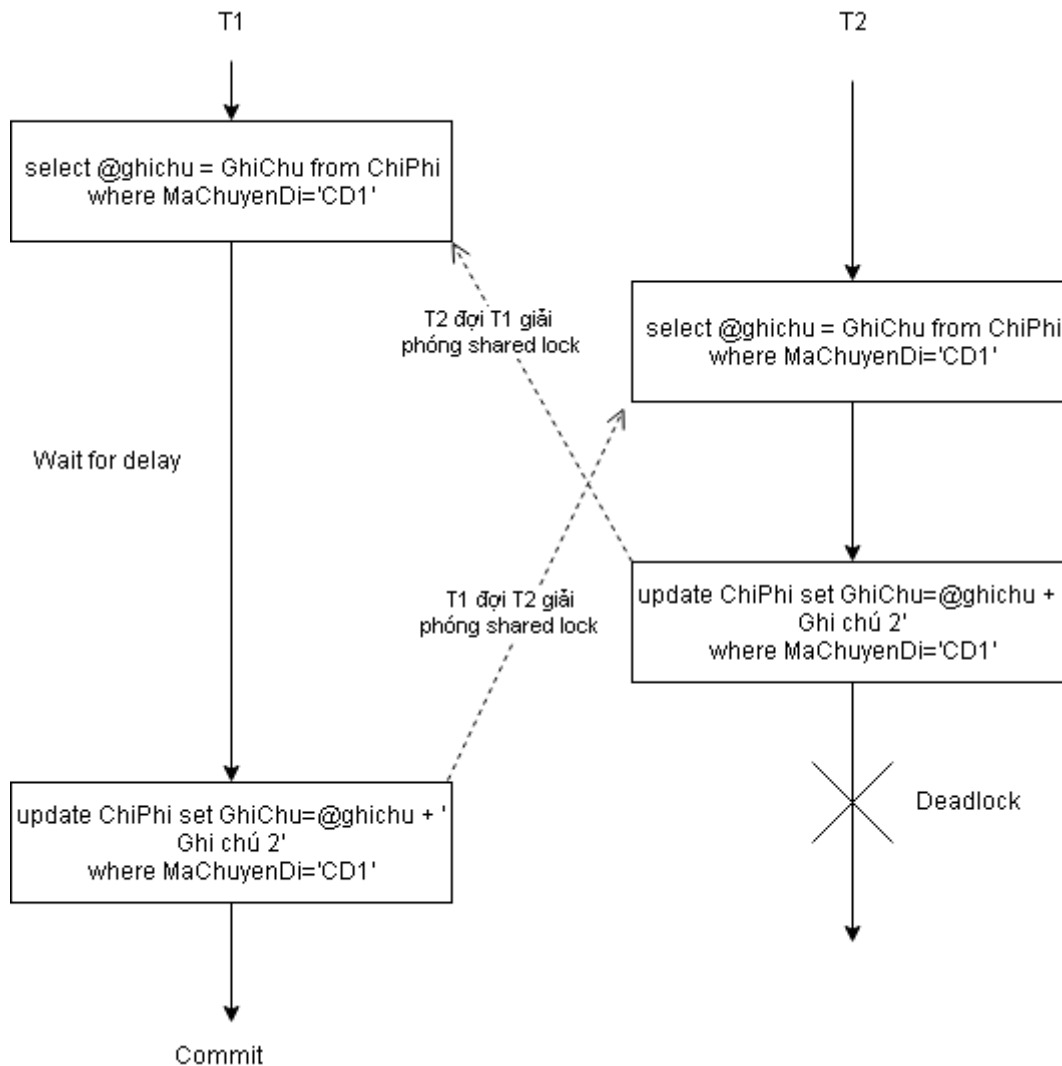 T1
T2
select @ghichu = GhiChu from ChiPhi
where MaChuyenDi='CD1'
T2 đợi T1 giải
phóng shared lock
select @ghichu = GhiChu from ChiPhi
where MaChuyenDi='CD1'
Wait for delay
T1 đợi T2 giải
phóng shared lock
update ChiPhi set GhiChu=@ghichu +
Ghi chú 2'
where MaChuyenDi='CD1'
update ChiPhi set GhiChu=@ghichu + '
Ghi chú 2'
where MaChuyenDi='CD1'
Deadlock
Commit